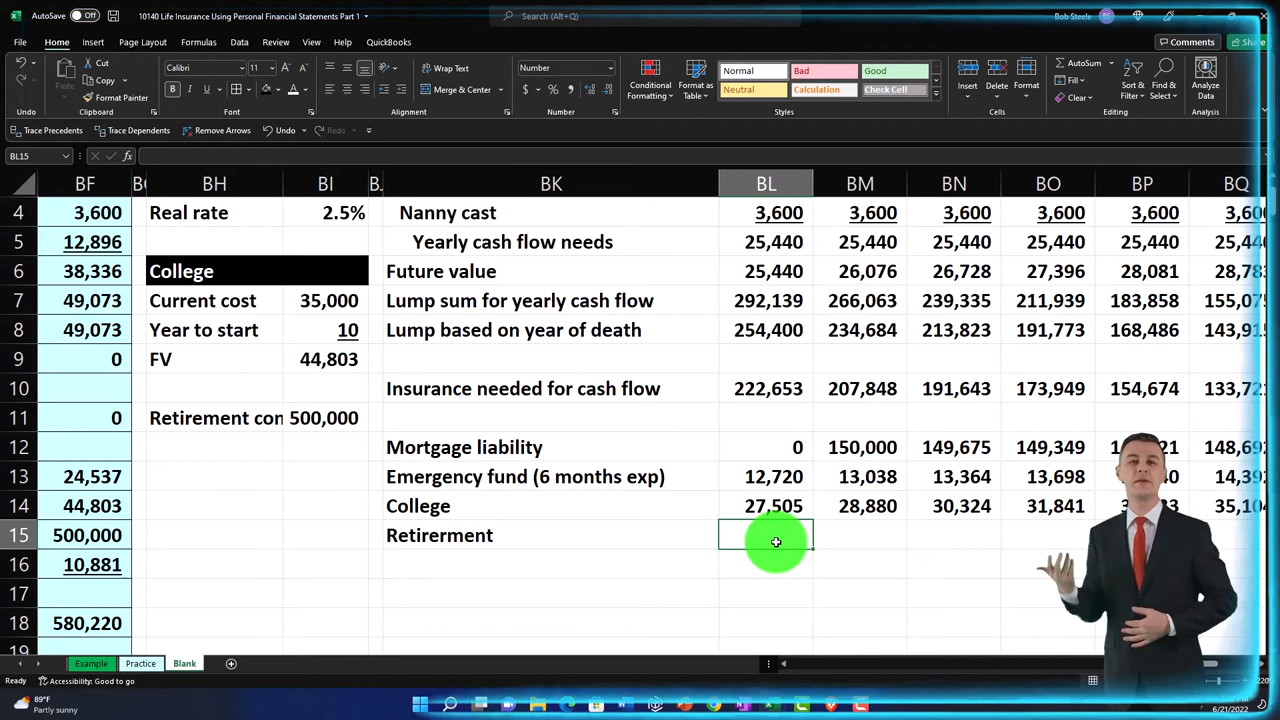 AutoSave Off 10140 Life Insurance Using Personal Financial Statements Part 1 Search (Alt+Q) Bob Steele BS
File Home Insert Draw Page Layout Formulas Data Review View Help QuickBooks Comments Share
Cut Calibri 11 Wrap Text Number Normal Bad Good AutoSum
Copy Fill
Paste Format Painter Merge & Center Conditional Formatting Format as Table Neutral Calculation Check Cell Insert Delete Format Clear Sort & Filter Find & Select Analyze Data
Undo Clipboard Font Alignment Number Styles Cells Editing Analysis
Trace Precedents Trace Dependents Remove Arrows Undo Redo
BL15 fx
BF BH BI BK BL BM BN BO BP BQ
4 3,600 Real rate 2.5% Nanny cast 3,600 3,600 3,600 3,600 3,600
5 12,896 Yearly cash flow needs 25,440 25,440 25,440 25,440 25,440
6 38,336 College Future value 25,440 26,076 26,728 27,396 28,081
7 49,073 Current cost 35,000 Lump sum for yearly cash flow 292,139 266,063 239,335 211,939 183,858
8 49,073 Year to start 10 Lump based on year of death 254,400 234,684 213,823 191,773 168,486
9 0 FV 44,803
10 Insurance needed for cash flow 222,653 207,848 191,643 173,949 154,674
11 0 Retirement con 500,000
12 Mortgage liability 0 150,000 149,675 149,349
13 24,537 Emergency fund (6 months exp) 12,720 13,038 13,364 13,698
14 44,803 College 27,505 28,880 30,324 31,841
15 500,000 Retirerment
16 10,881
17
18 580,220
19
Example Practice Blank
Ready Accessibility: Good to go
89°F
Partly sunny 6/21/2022